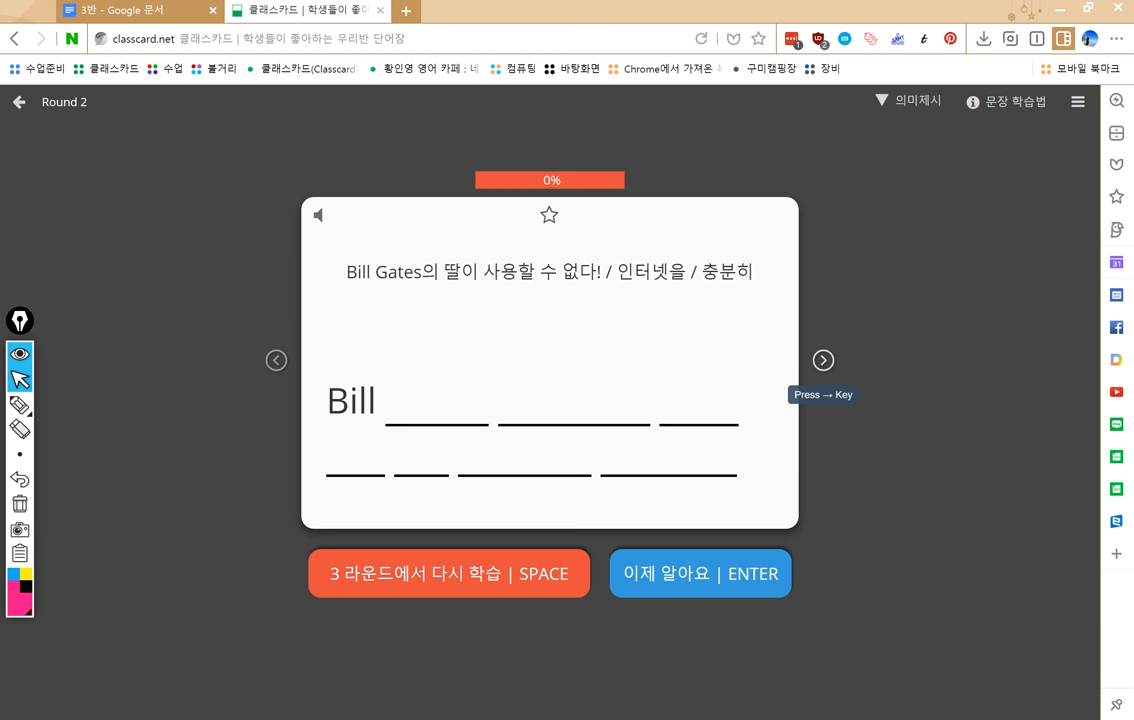 3반 - Google 문서
클래스카드 | 학생들이 좋아
classcard.net 클래스카드 | 학생들이 좋아하는 우리반 단어장
수업준비 클래스카드 수업 볼거리 클래스카드(Classcard 황인영 영어 카페 ; 네 컴퓨팅 바탕화면 Chrome에서 가져온 구미캠핑장 장비 모바일 북마크
Round 2 의미제시 문장 학습법
0%
Bill Gates의 딸이 사용할 수 없다! / 인터넷을 / 충분히
Bill
Press → Key
3 라운드에서 다시 학습 | SPACE
이제 알아요 | ENTER